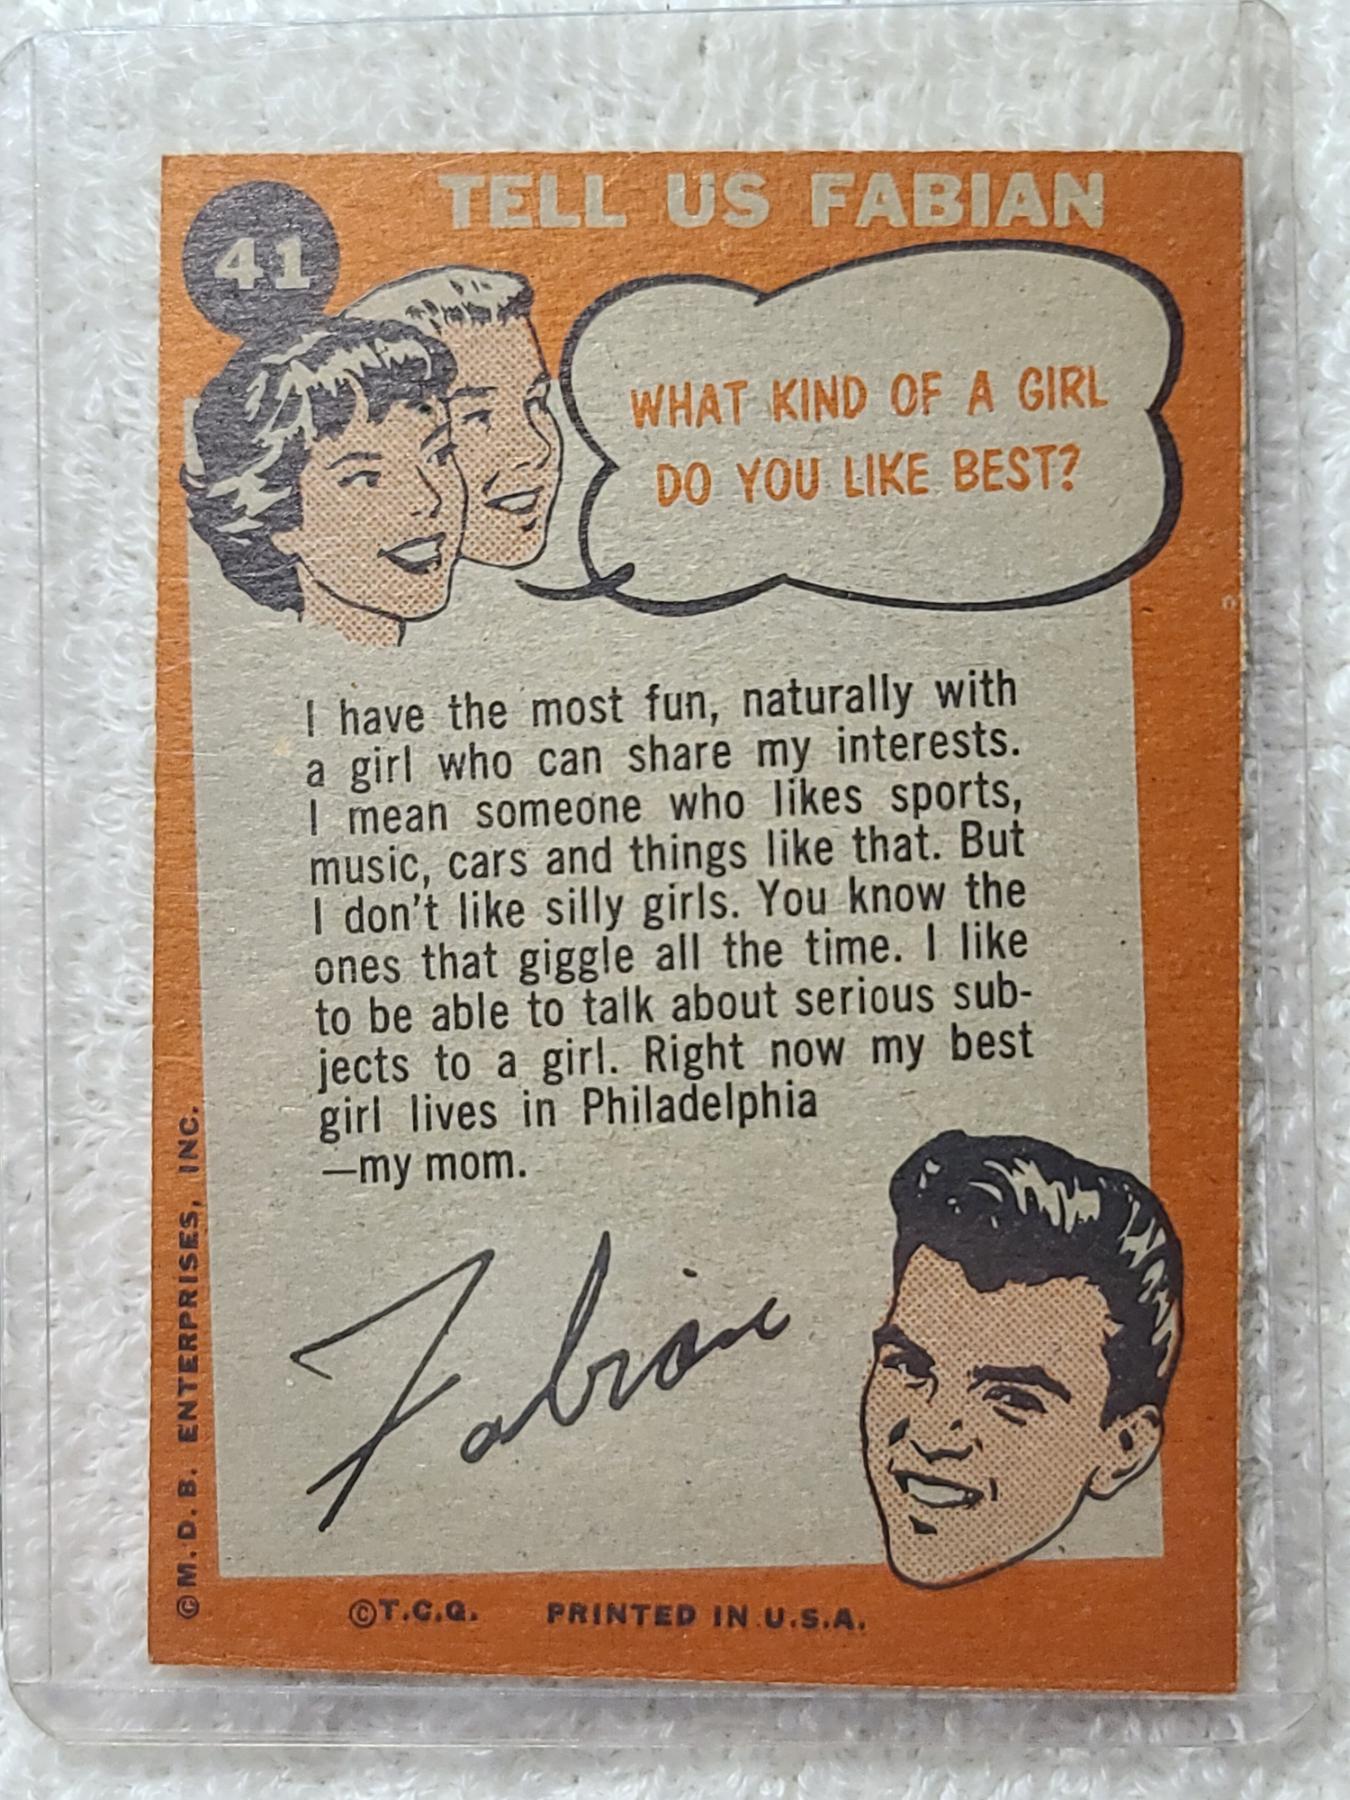 TELL US FABIAN
41
WHAT KIND OF A GIRL
DO YOU LIKE BEST?
I have the most fun, naturally with
a girl who can share my interests.
I mean someone who likes sports,
music, cars and things like that. But
I don't like silly girls. You know the
ones that giggle all the time. I like
to be able to talk about serious sub-
jects to a girl. Right now my best
girl lives in Philadelphia
—my mom.
Fabian
©M. D. B. ENTERPRISES, INC.
©T.C.G. PRINTED IN U.S.A.